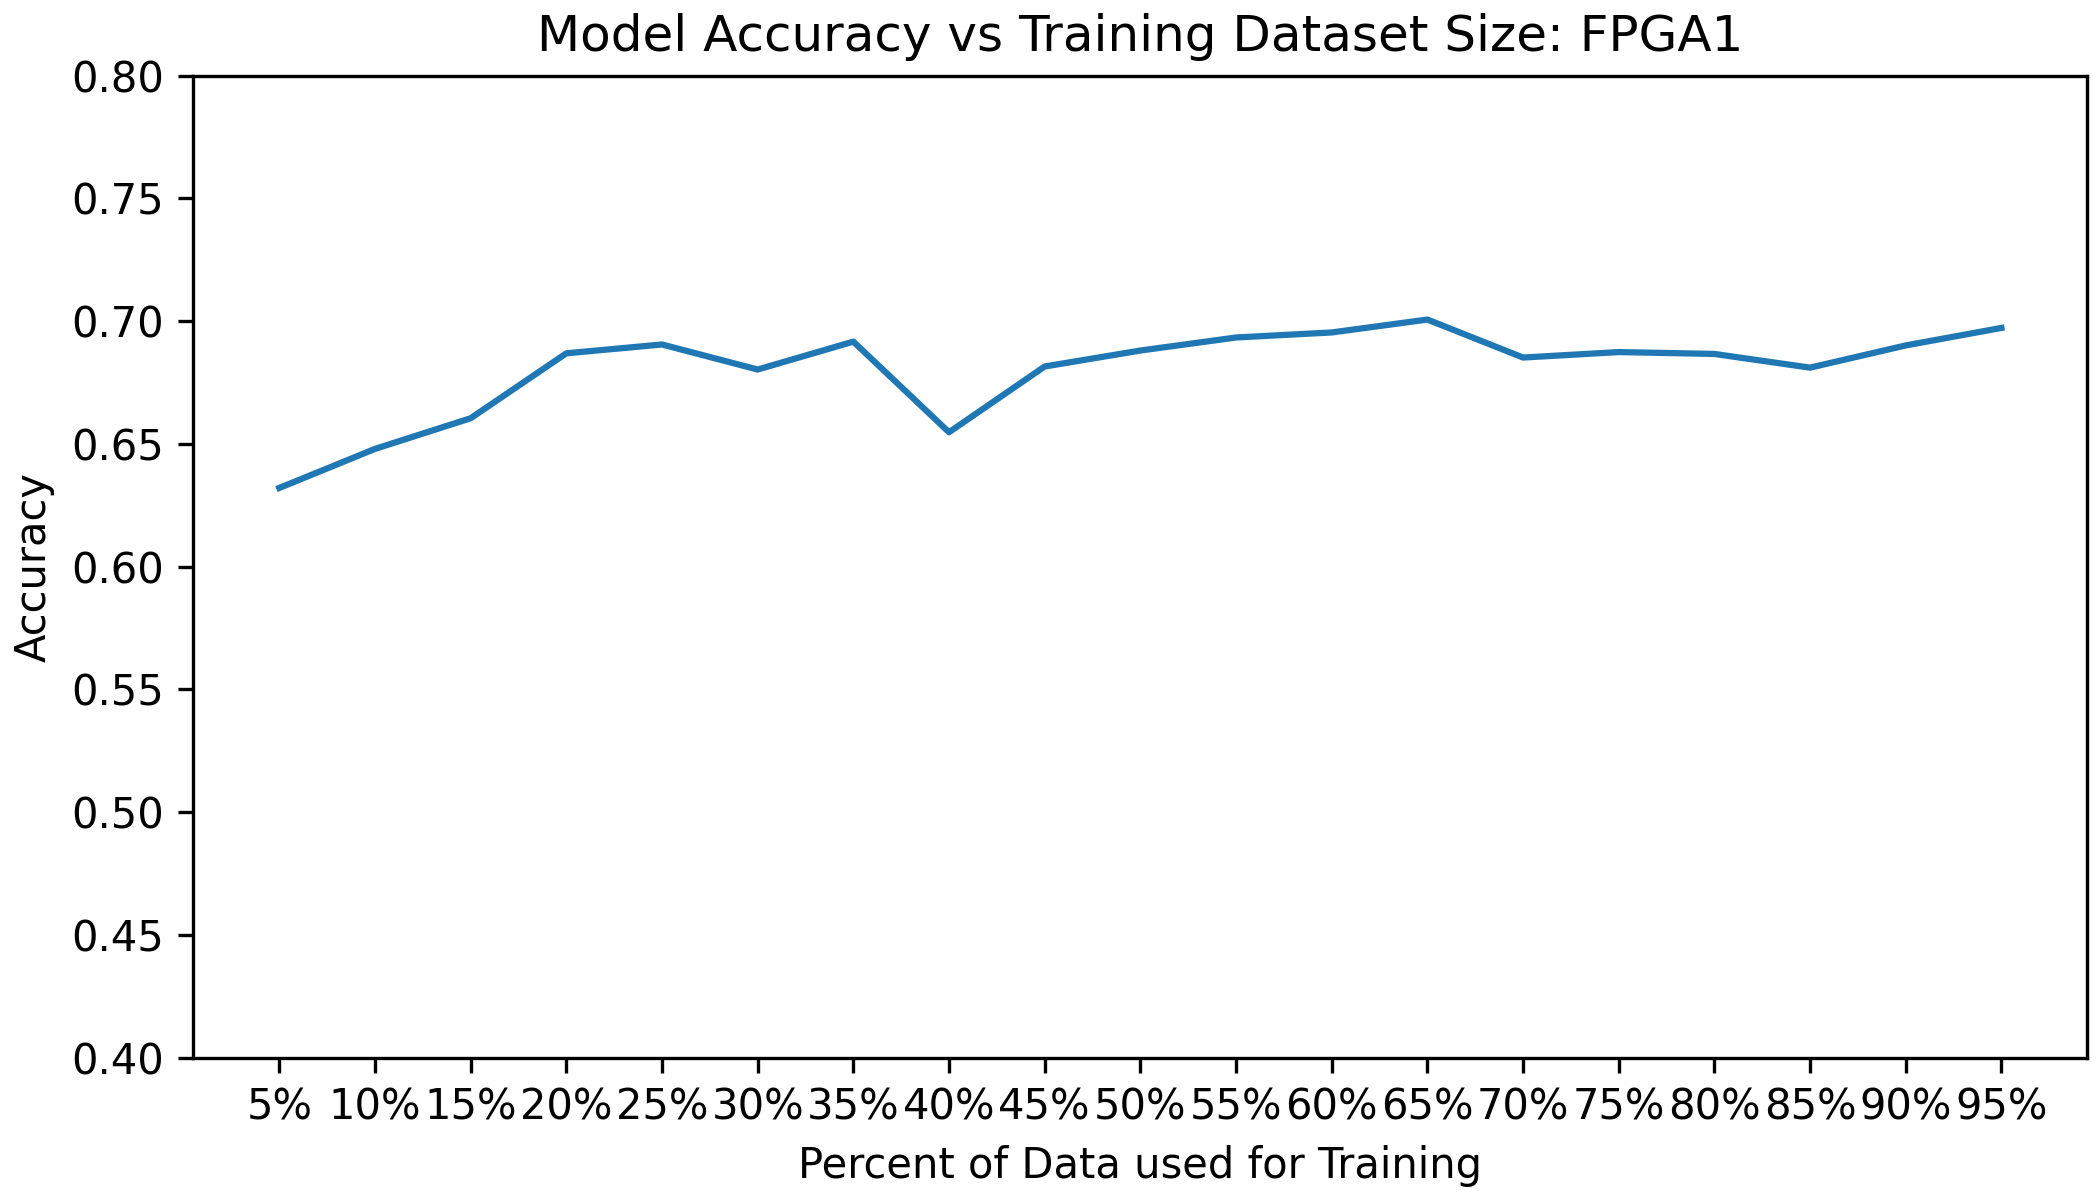 Model Accuracy vs Training Dataset Size: FPGA1
0.80
0.75
0.70
0.65
0.60
0.55
0.50
0.45
0.40
Accuracy
5% 10% 15% 20% 25% 30% 35% 40% 45% 50% 55% 60% 65% 70% 75% 80% 85% 90% 95%
Percent of Data used for Training